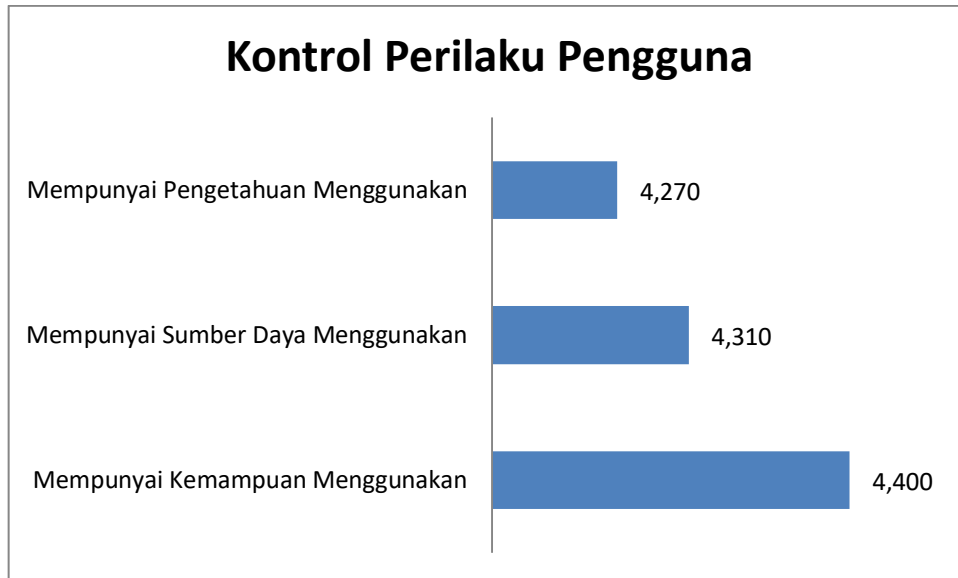 Kontrol Perilaku Pengguna
Mempunyai Pengetahuan Menggunakan
4,270
Mempunyai Sumber Daya Menggunakan
4,310
Mempunyai Kemampuan Menggunakan
4,400